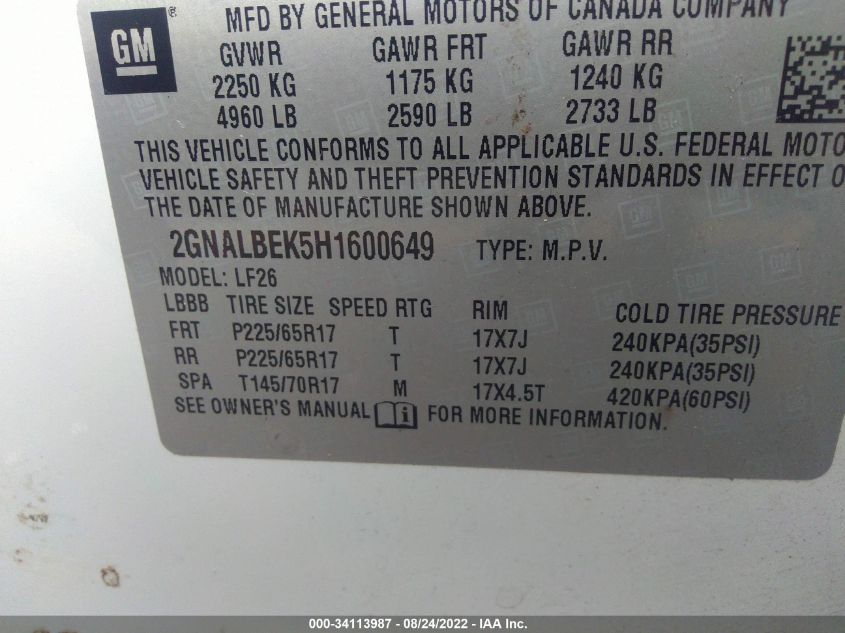 MFD BY GENERAL MOTORS OF CANADA COMPANY
GM®
GVWR GAWR FRT GAWR RR
2250 KG 1175 KG 1240 KG
4960 LB 2590 LB 2733 LB
THIS VEHICLE CONFORMS TO ALL APPLICABLE U.S. FEDERAL MOTO
VEHICLE SAFETY AND THEFT PREVENTION STANDARDS IN EFFECT O
THE DATE OF MANUFACTURE SHOWN ABOVE.
2GNALBEK5H1600649 TYPE: M.P.V.
MODEL: LF26
LBBB TIRE SIZE SPEED RTG RIM COLD TIRE PRESSURE
FRT P225/65R17 T 17X7J 240KPA(35PSI)
RR P225/65R17 T 17X7J 240KPA(35PSI)
SPA T145/70R17 M 17X4.5T 420KPA(60PSI)
SEE OWNER'S MANUAL FOR MORE INFORMATION.
000-34113987 - 08/24/2022 - IAA Inc.